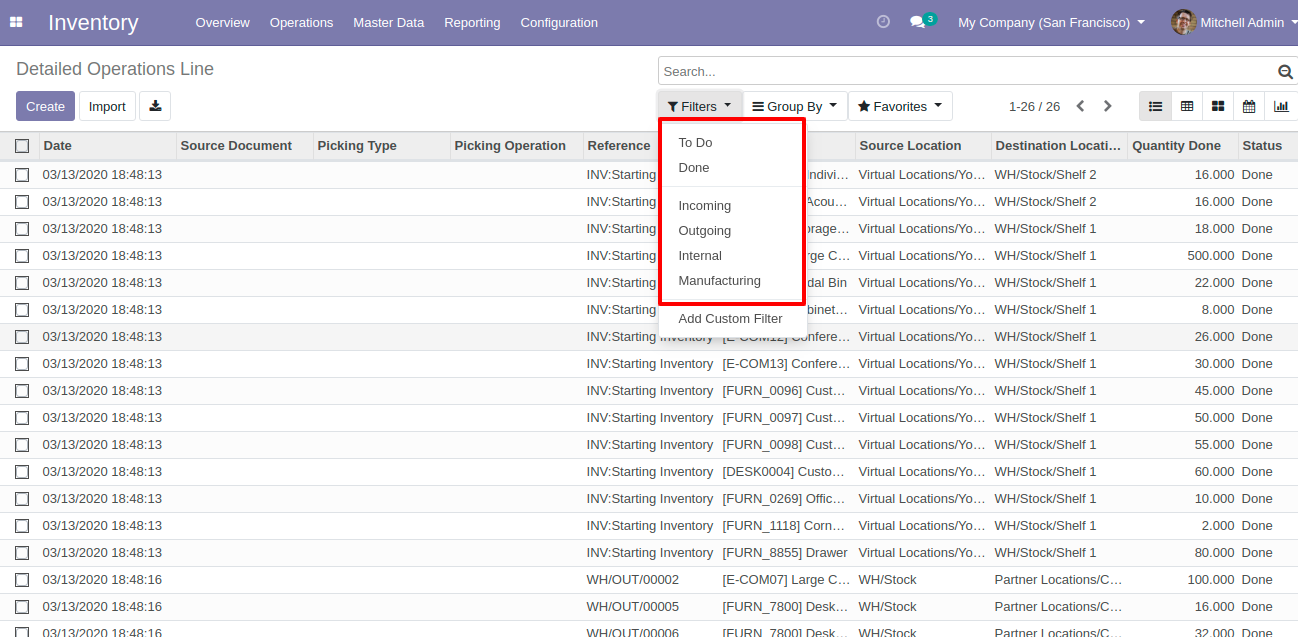 Inventory Overview Operations Master Data Reporting Configuration 3 My Company (San Francisco) Mitchell Admin
Detailed Operations Line
Search...
Create Import Filters Group By Favorites 1-26 / 26
To Do
Done
Incoming
Outgoing
Internal
Manufacturing
Add Custom Filter
Date Source Document Picking Type Picking Operation Reference Source Location Destination Locati... Quantity Done Status
03/13/2020 18:48:13 INV:Starting Indivi... Virtual Locations/Yo... WH/Stock/Shelf 2 16.000 Done
03/13/2020 18:48:13 INV:Starting Acou... Virtual Locations/Yo... WH/Stock/Shelf 2 16.000 Done
03/13/2020 18:48:13 INV:Starting orage... Virtual Locations/Yo... WH/Stock/Shelf 1 18.000 Done
03/13/2020 18:48:13 INV:Starting rge C... Virtual Locations/Yo... WH/Stock/Shelf 1 500.000 Done
03/13/2020 18:48:13 INV:Starting dal Bin Virtual Locations/Yo... WH/Stock/Shelf 1 22.000 Done
03/13/2020 18:48:13 INV:Starting binet... Virtual Locations/Yo... WH/Stock/Shelf 1 8.000 Done
03/13/2020 18:48:13 INV:Starting Inventory [E-COM12] Confere... Virtual Locations/Yo... WH/Stock/Shelf 1 26.000 Done
03/13/2020 18:48:13 INV:Starting Inventory [E-COM13] Confere... Virtual Locations/Yo... WH/Stock/Shelf 1 30.000 Done
03/13/2020 18:48:13 INV:Starting Inventory [FURN_0096] Cust... Virtual Locations/Yo... WH/Stock/Shelf 1 45.000 Done
03/13/2020 18:48:13 INV:Starting Inventory [FURN_0097] Cust... Virtual Locations/Yo... WH/Stock/Shelf 1 50.000 Done
03/13/2020 18:48:13 INV:Starting Inventory [FURN_0098] Cust... Virtual Locations/Yo... WH/Stock/Shelf 1 55.000 Done
03/13/2020 18:48:13 INV:Starting Inventory [DESK0004] Custo... Virtual Locations/Yo... WH/Stock/Shelf 1 60.000 Done
03/13/2020 18:48:13 INV:Starting Inventory [FURN_0269] Offic... Virtual Locations/Yo... WH/Stock/Shelf 1 10.000 Done
03/13/2020 18:48:13 INV:Starting Inventory [FURN_1118] Corn... Virtual Locations/Yo... WH/Stock/Shelf 1 2.000 Done
03/13/2020 18:48:13 INV:Starting Inventory [FURN_8855] Drawer Virtual Locations/Yo... WH/Stock/Shelf 1 80.000 Done
03/13/2020 18:48:16 WH/OUT/00002 [E-COM07] Large C... WH/Stock Partner Locations/C... 100.000 Done
03/13/2020 18:48:16 WH/OUT/00005 [FURN_7800] Desk... WH/Stock Partner Locations/C... 16.000 Done
03/13/2020 18:48:16 WH/OUT/00006 [FURN_7800] Desk... WH/Stock Partner Locations/C... 32.000 Done